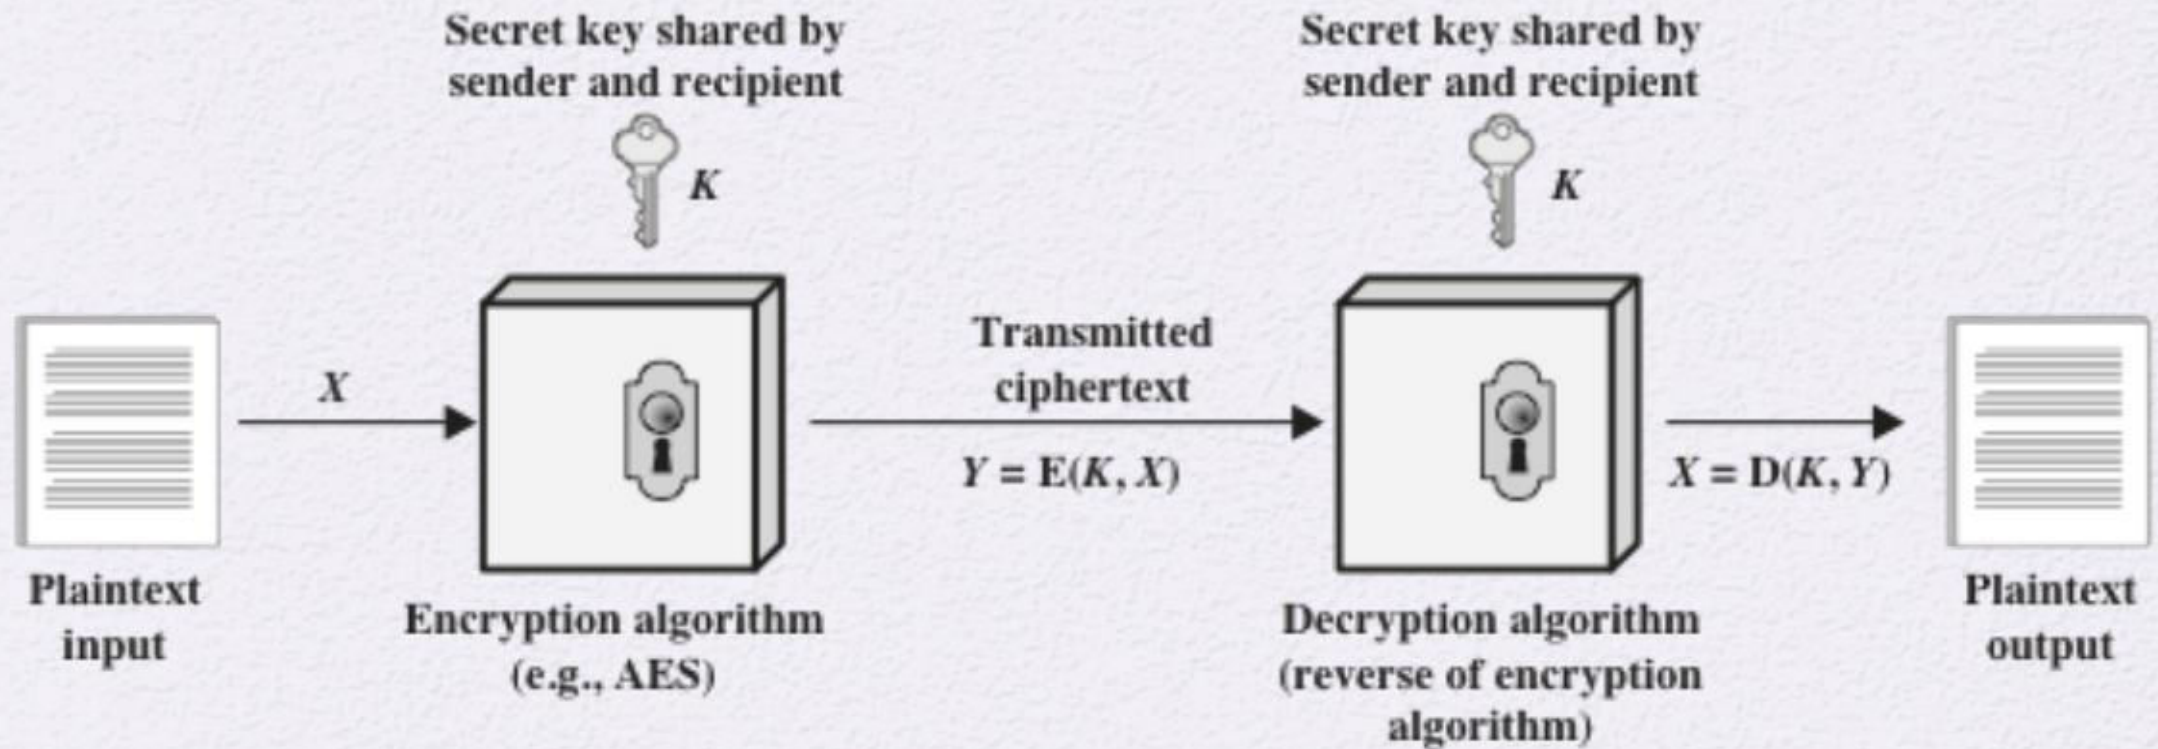 Secret key shared by
sender and recipient
K
Secret key shared by
sender and recipient
K
X
Transmitted
ciphertext
Y = E(K, X)
X = D(K, Y)
Plaintext
input
Encryption algorithm
(e.g., AES)
Decryption algorithm
(reverse of encryption
algorithm)
Plaintext
output